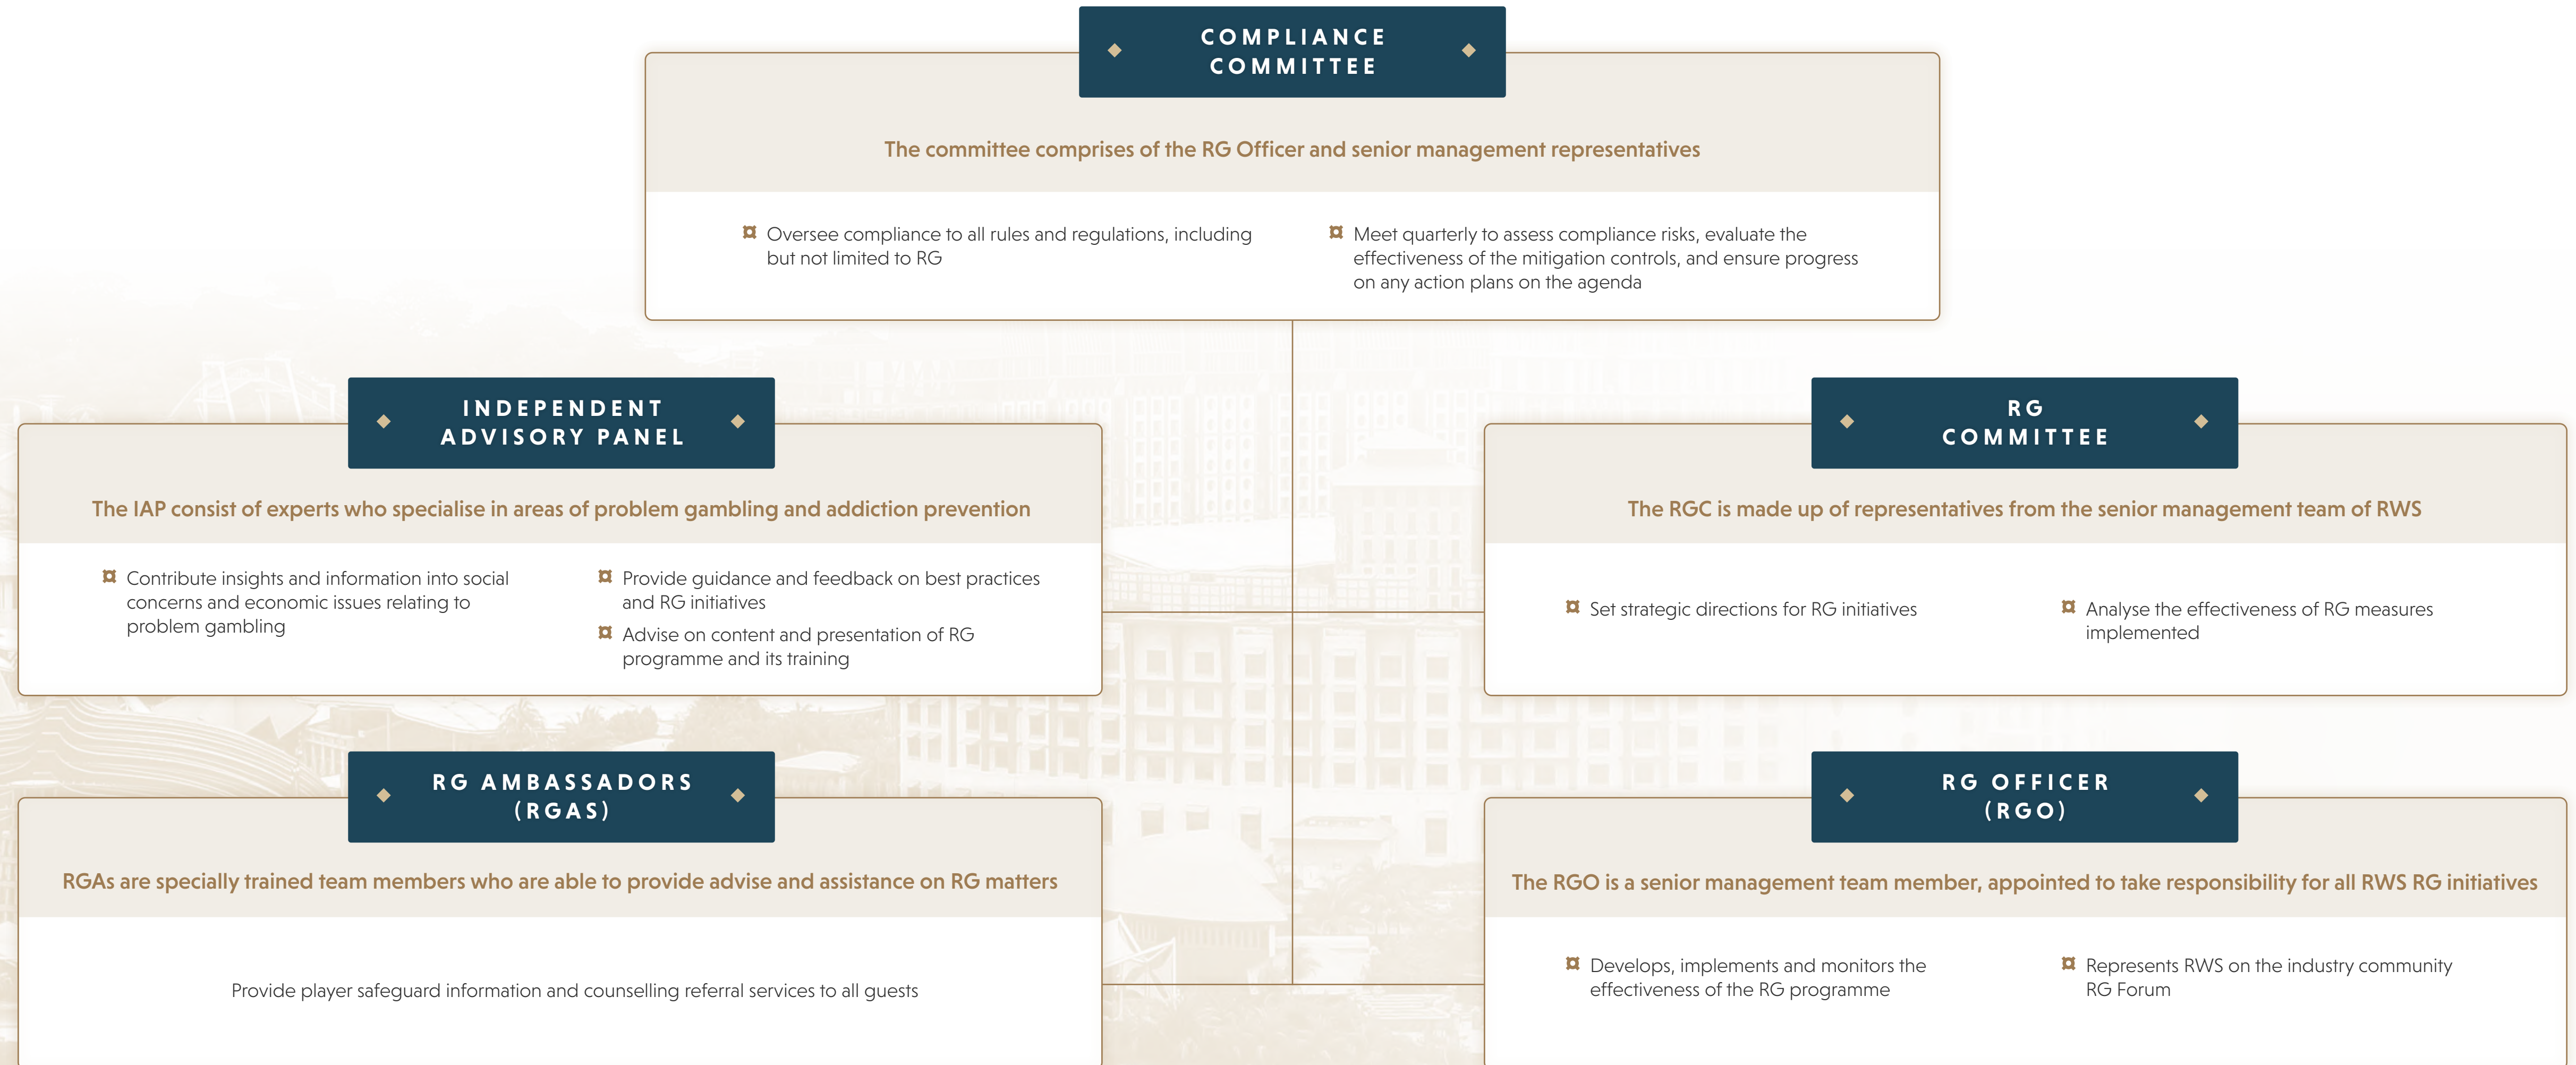 COMPLIANCE
COMMITTEE
The committee comprises of the RG Officer and senior management representatives
Oversee compliance to all rules and regulations, including
but not limited to RG
Meet quarterly to assess compliance risks, evaluate the
effectiveness of the mitigation controls, and ensure progress
on any action plans on the agenda
INDEPENDENT
ADVISORY PANEL
The IAP consist of experts who specialise in areas of problem gambling and addiction prevention
Contribute insights and information into social
concerns and economic issues relating to
problem gambling
Provide guidance and feedback on best practices
and RG initiatives
Advise on content and presentation of RG
programme and its training
RG
COMMITTEE
The RGC is made up of representatives from the senior management team of RWS
Set strategic directions for RG initiatives
Analyse the effectiveness of RG measures
implemented
RG AMBASSADORS
(RGAS)
RGAs are specially trained team members who are able to provide advise and assistance on RG matters
Provide player safeguard information and counselling referral services to all guests
RG OFFICER
(RGO)
The RGO is a senior management team member, appointed to take responsibility for all RWS RG initiatives
Develops, implements and monitors the
effectiveness of the RG programme
Represents RWS on the industry community
RG Forum